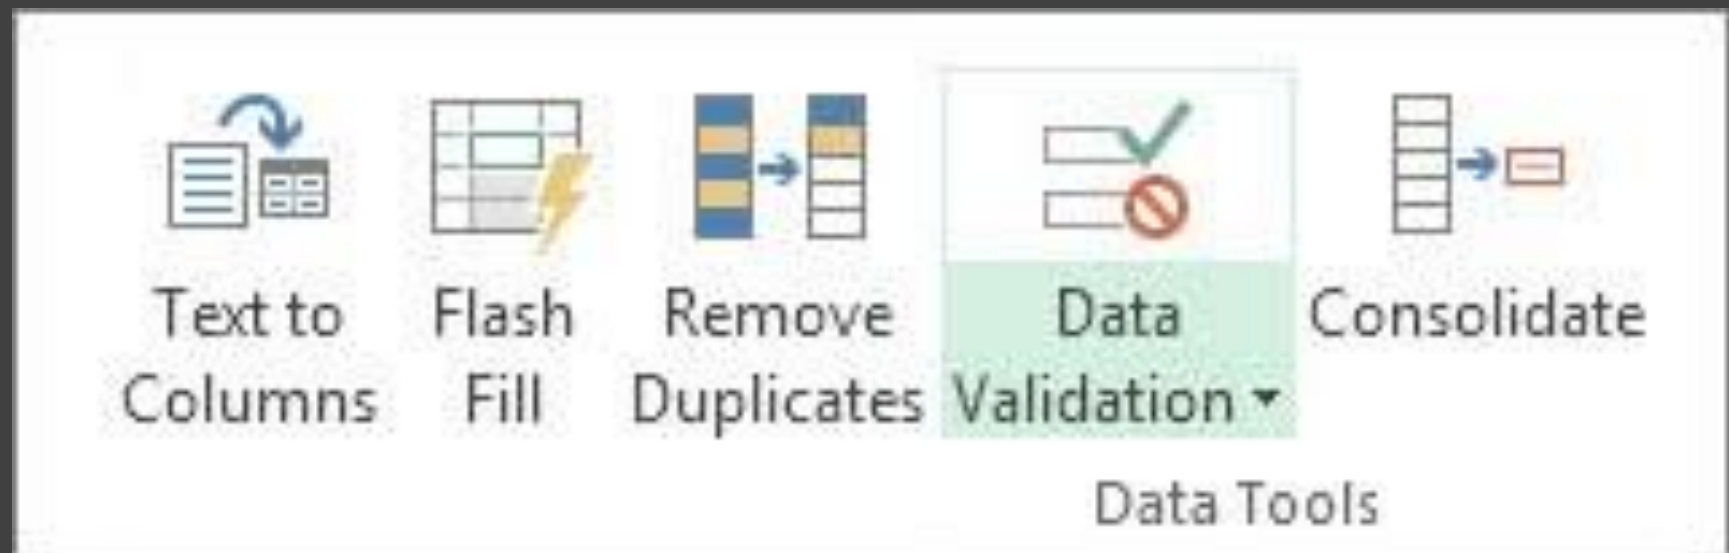 Text to
Columns
Flash
Fill
Remove
Duplicates
Data
Validation
Consolidate
Data Tools